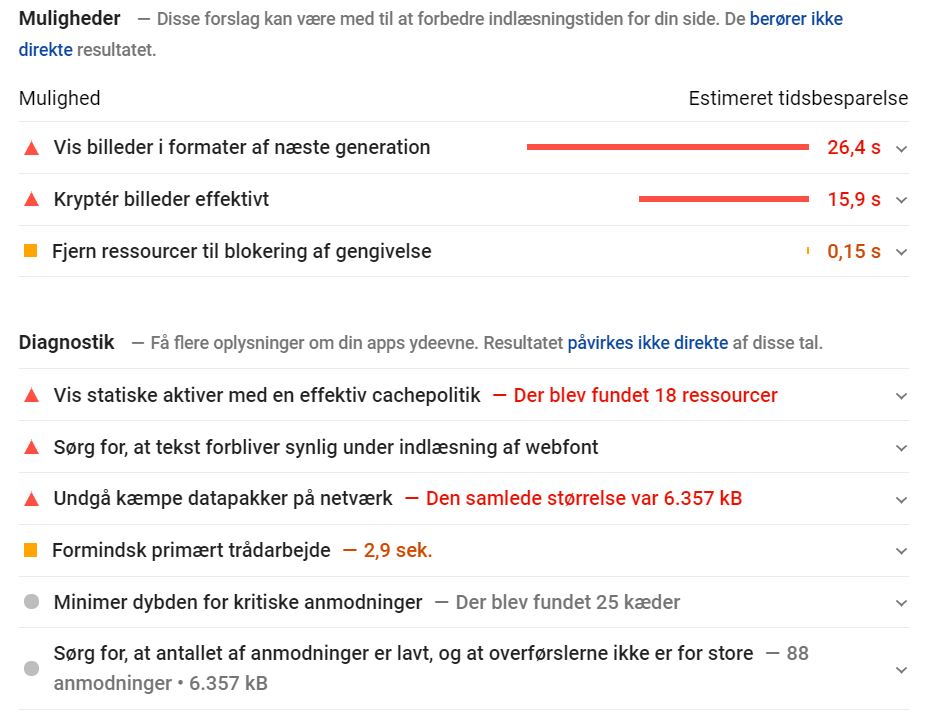 Muligheder — Disse forslag kan være med til at forbedre indlæsningstiden for din side. De berører ikke
direkte resultatet.
Mulighed Estimeret tidsbesparelse
Vis billeder i formater af næste generation 26,4 s
Kryptér billeder effektivt 15,9 s
Fjern ressourcer til blokering af gengivelse 0,15 s
Diagnostik — Få flere oplysninger om din apps ydeevne. Resultatet påvirkes ikke direkte af disse tal.
Vis statiske aktiver med en effektiv cachepolitik — Der blev fundet 18 ressourcer
Sørg for, at tekst forbliver synlig under indlæsning af webfont
Undgå kæmpe datapakker på netværk — Den samlede størrelse var 6.357 kB
Formindsk primært trådarbejde — 2,9 sek.
Minimer dybden for kritiske anmodninger — Der blev fundet 25 kæder
Sørg for, at antallet af anmodninger er lavt, og at overførslerne ikke er for store — 88
anmodninger • 6.357 kB